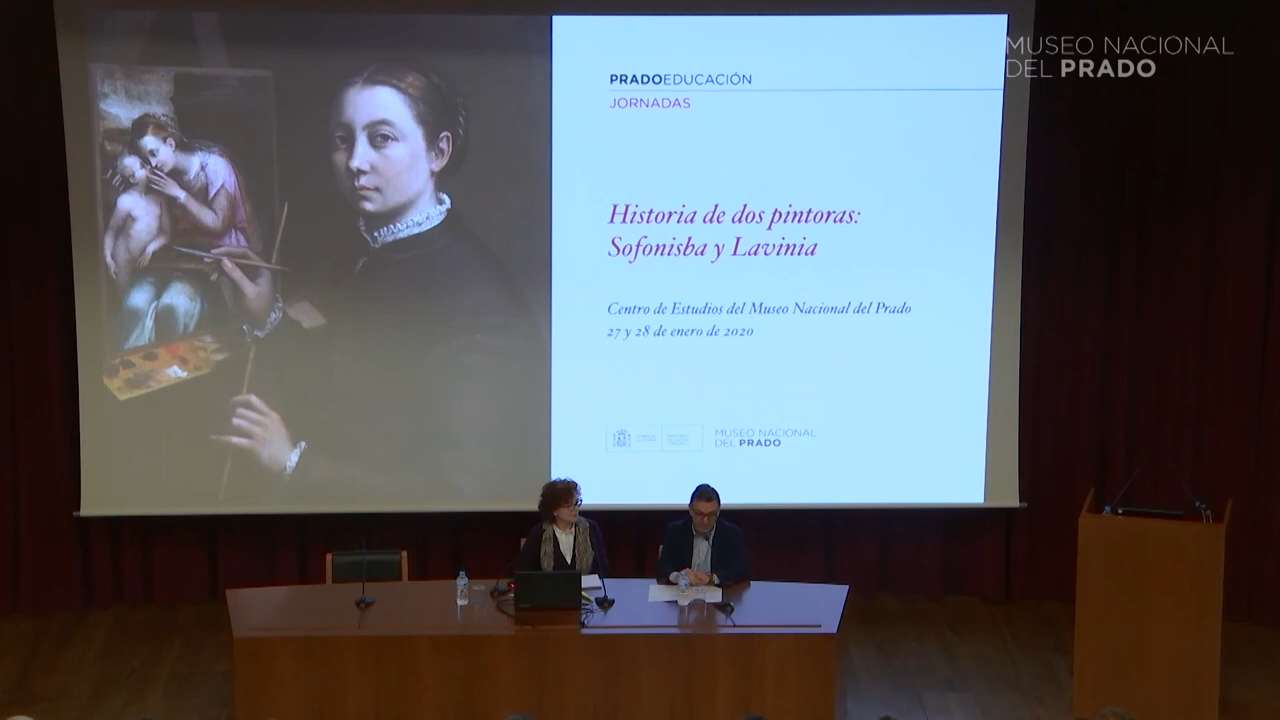 MUSEO NACIONAL
DEL PRADO
PRADOEDUCACIÓN
JORNADAS
Historia de dos pintoras:
Sofonisba y Lavinia
Centro de Estudios del Museo Nacional del Prado
27 y 28 de enero de 2020
MUSEO NACIONAL
DEL PRADO